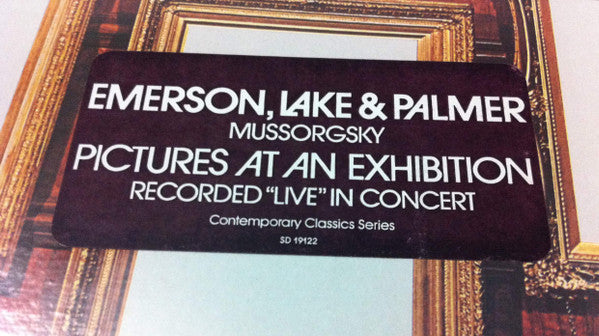 EMERSON, LAKE & PALMER
MUSSORGSKY
PICTURES AT AN EXHIBITION
RECORDED “LIVE” IN CONCERT
Contemporary Classics Series
SD 19122